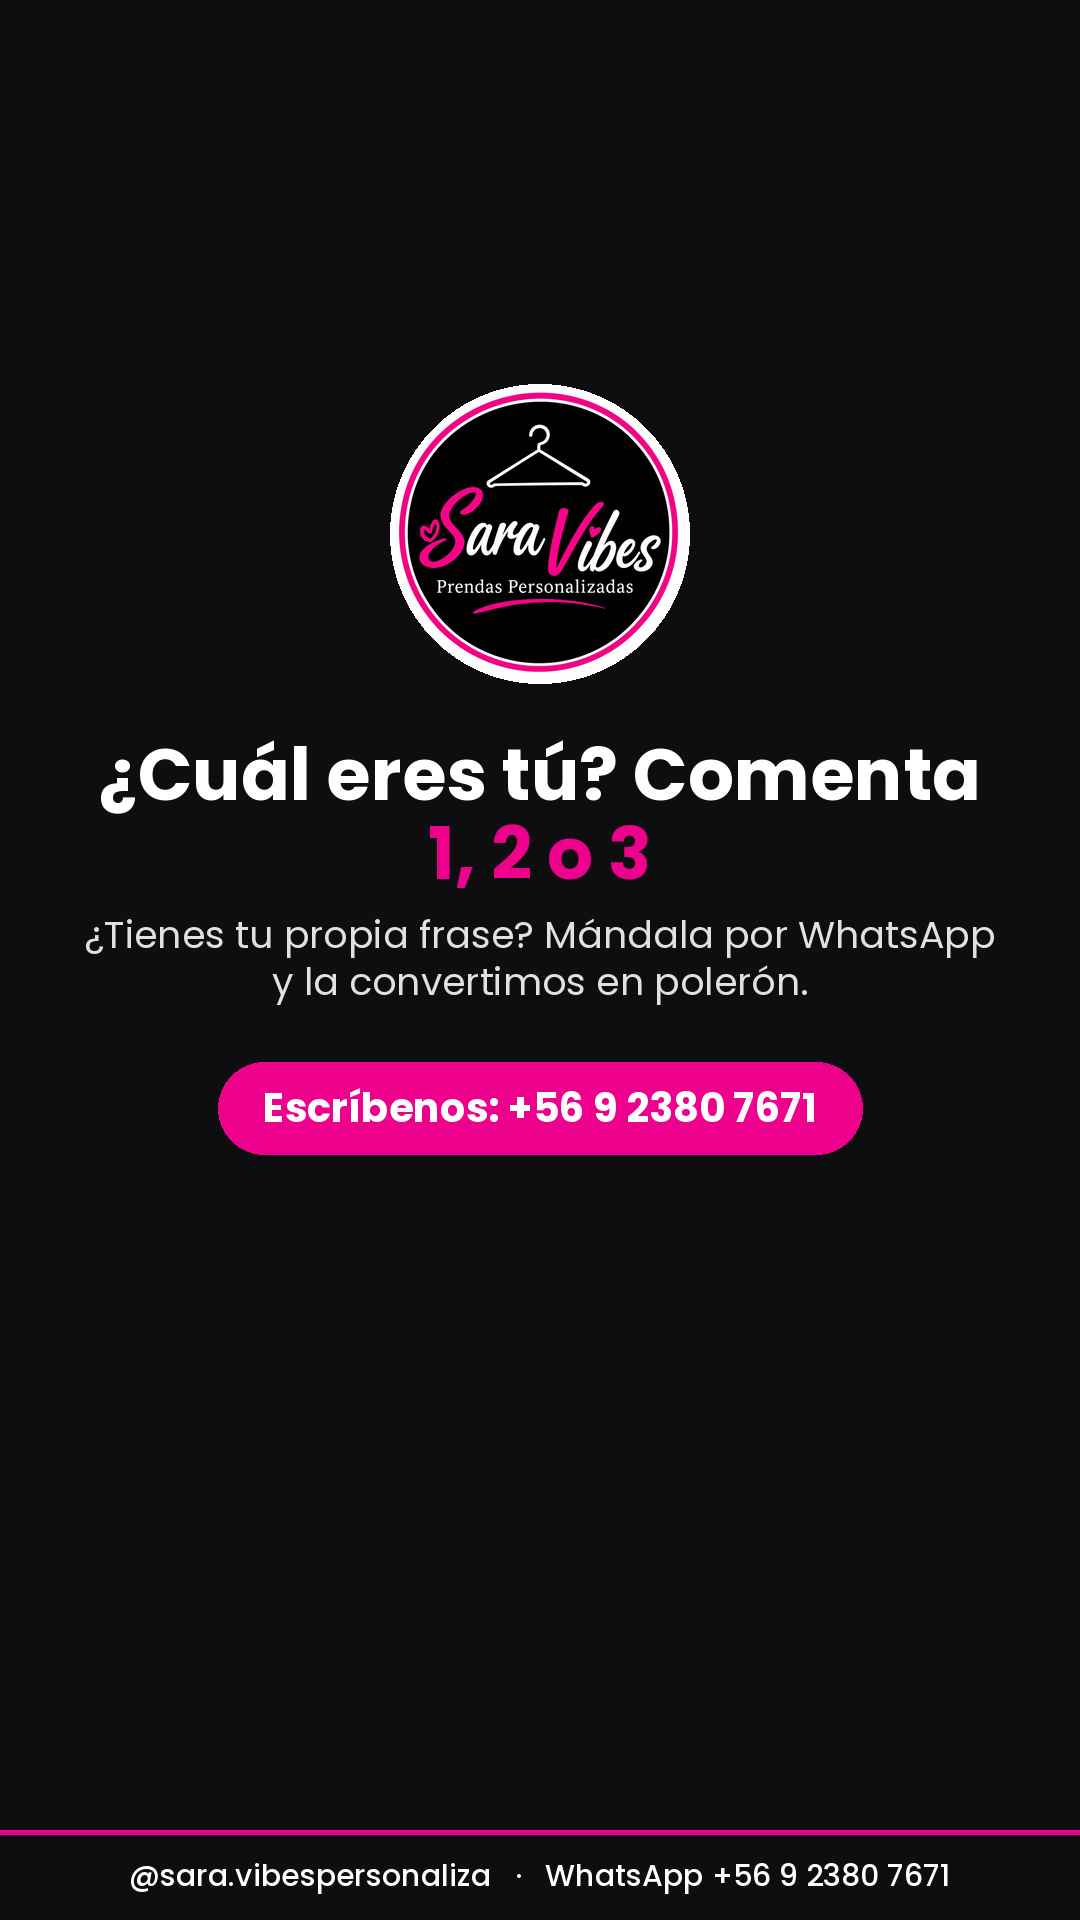 Sara Vibes
Prendas Personalizadas
¿Cuál eres tú? Comenta
1, 2 o 3
¿Tienes tu propia frase? Mándala por WhatsApp
y la convertimos en polerón.
Escríbenos: +56 9 2380 7671
@sara.vibespersonaliza · WhatsApp +56 9 2380 7671